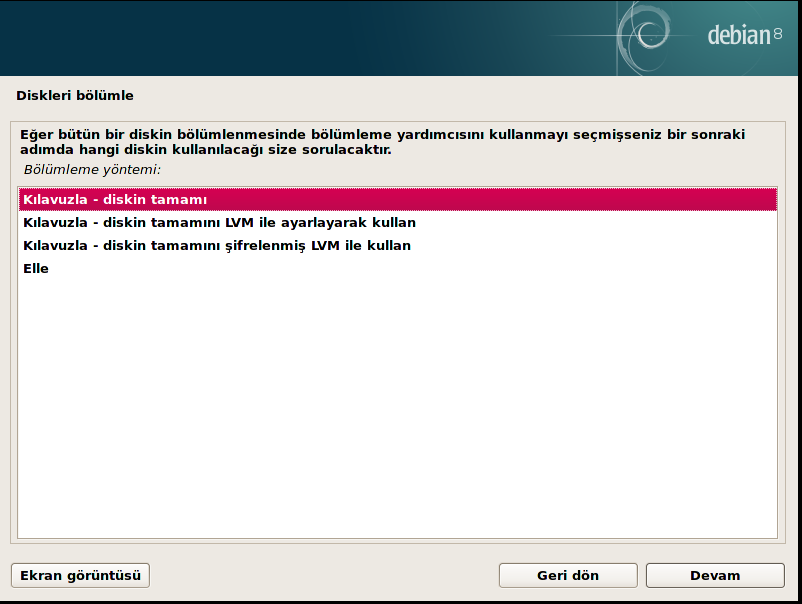 debian 8
Diskleri bölümle
Eğer bütün bir diskin bölümlenmesinde bölümleme yardımcısını kullanmayı seçmişseniz bir sonraki
adımda hangi diskin kullanılacağı size sorulacaktır.
Bölümleme yöntemi:
Kılavuzla - diskin tamamı
Kılavuzla - diskin tamamını LVM ile ayarlayarak kullan
Kılavuzla - diskin tamamını şifrelenmiş LVM ile kullan
Elle
Ekran görüntüsü Geri dön Devam